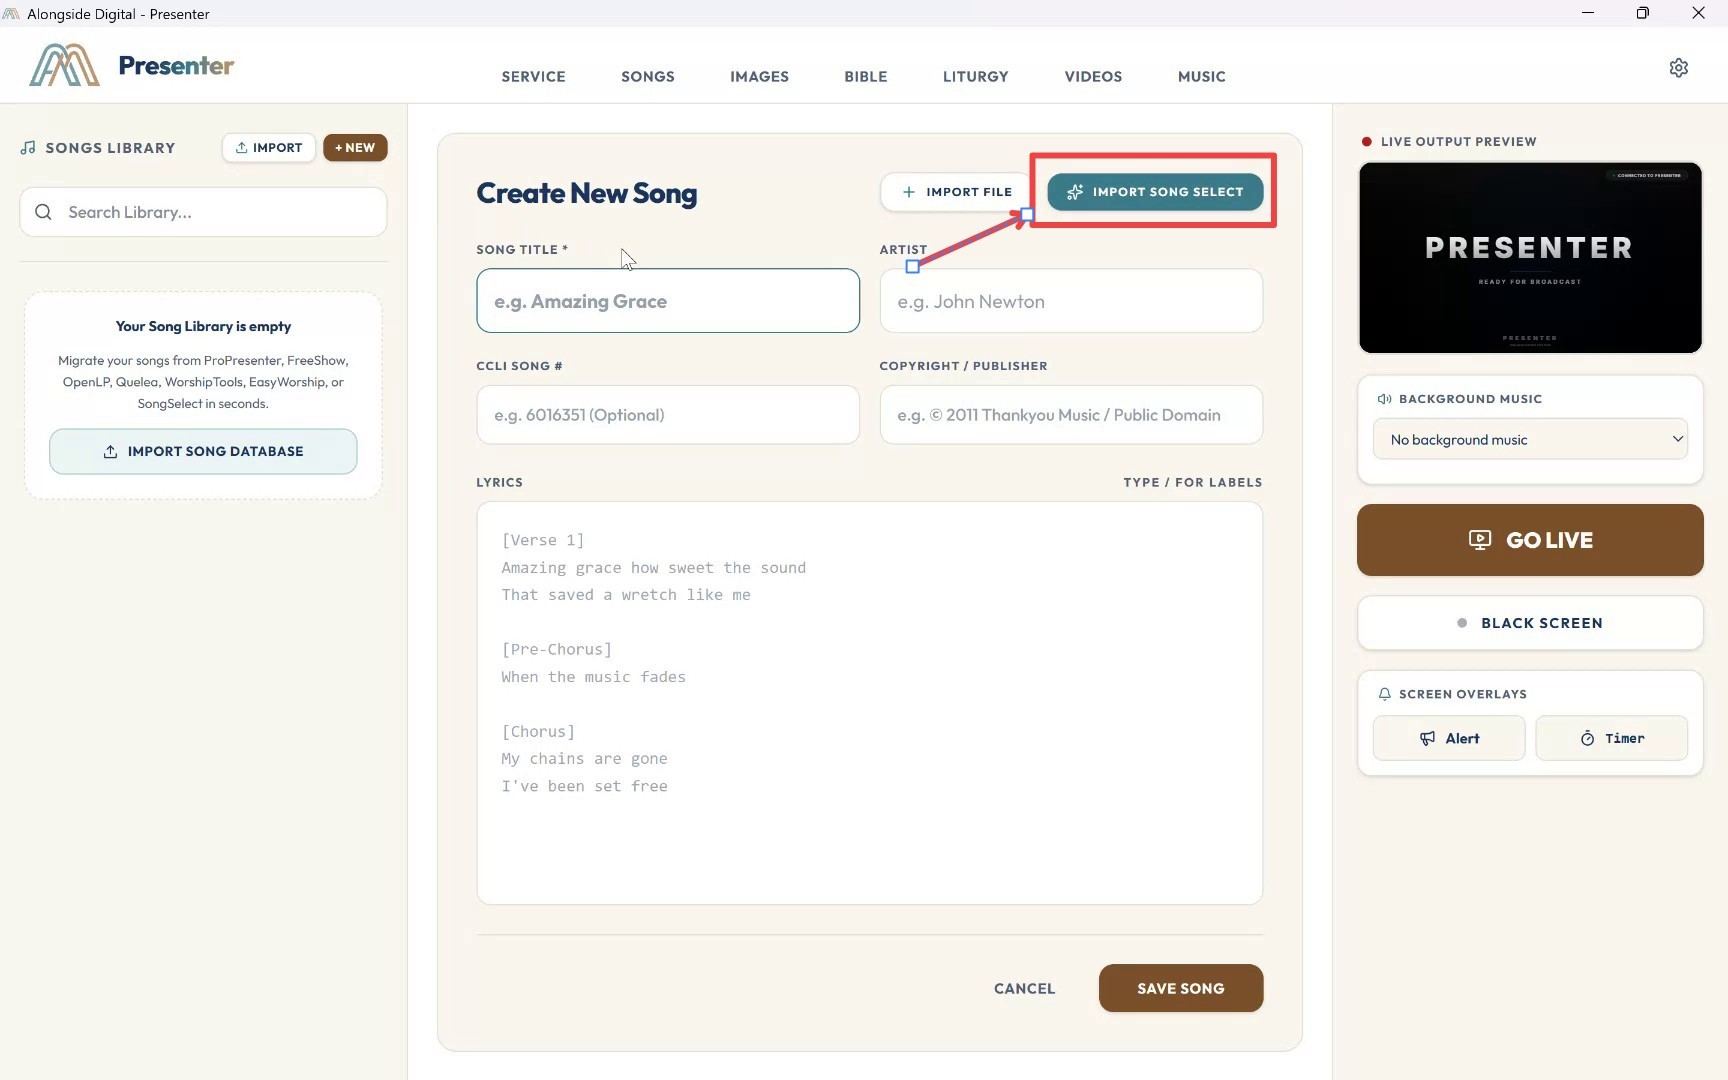 Alongside Digital - Presenter
Presenter
SERVICE
SONGS
IMAGES
BIBLE
LITURGY
VIDEOS
MUSIC
SONGS LIBRARY
IMPORT
+ NEW
Search Library...
Your Song Library is empty
Migrate your songs from ProPresenter, FreeShow,
OpenLP, Quelea, WorshipTools, EasyWorship, or
SongSelect in seconds.
IMPORT SONG DATABASE
Create New Song
IMPORT FILE
IMPORT SONG SELECT
SONG TITLE *
ARTIST
e.g. Amazing Grace
e.g. John Newton
CCLI SONG #
COPYRIGHT / PUBLISHER
e.g. 6016351 (Optional)
e.g. © 2011 Thankyou Music / Public Domain
LYRICS
TYPE / FOR LABELS
[Verse 1]
Amazing grace how sweet the sound
That saved a wretch like me
[Pre-Chorus]
When the music fades
[Chorus]
My chains are gone
I've been set free
CANCEL
SAVE SONG
LIVE OUTPUT PREVIEW
CONNECTED TO PRESENTER
PRESENTER
READY FOR BROADCAST
PRESENTER
BACKGROUND MUSIC
No background music
GO LIVE
BLACK SCREEN
SCREEN OVERLAYS
Alert
Timer